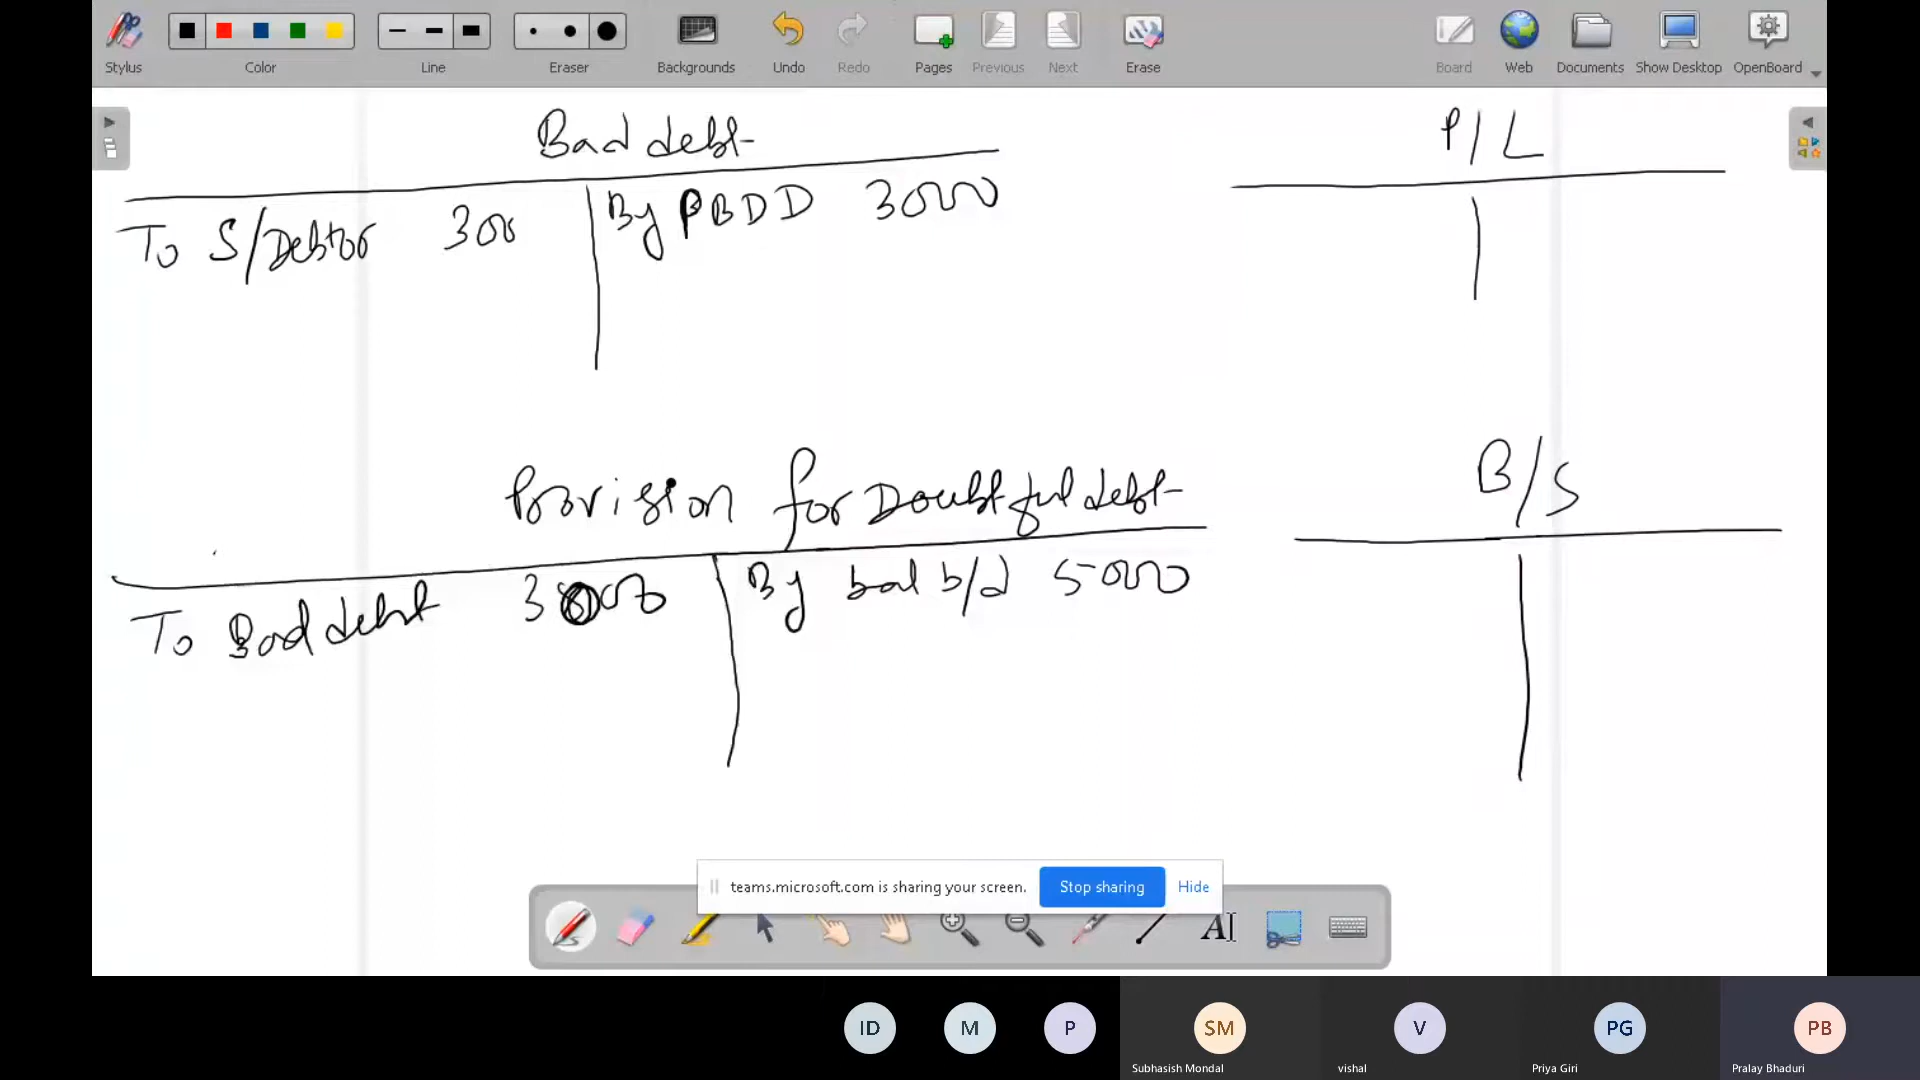 Stylus Color Line Eraser Backgrounds Undo Redo Pages Previous Next Erase Board Web Documents Show Desktop OpenBoard
Bad debt
To S/Debtor 300 By PBDD 3000
P/L
Provision for Doubtful debt
To Bad debt 3000 By bal b/d 5000
B/S
teams.microsoft.com is sharing your screen. Stop sharing Hide
AI
ID M P SM V PG PB
Subhasish Mondal vishal Priya Giri Pralay Bhaduri